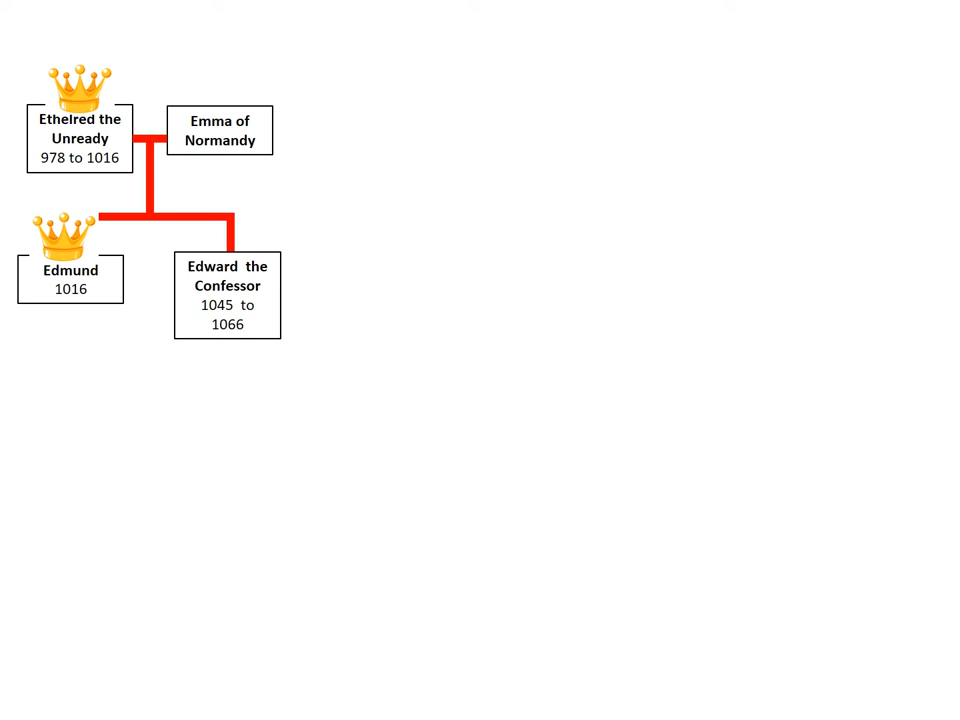 Ethelred the
Unready
978 to 1016
Emma of
Normandy
Edmund
1016
Edward the
Confessor
1045 to
1066